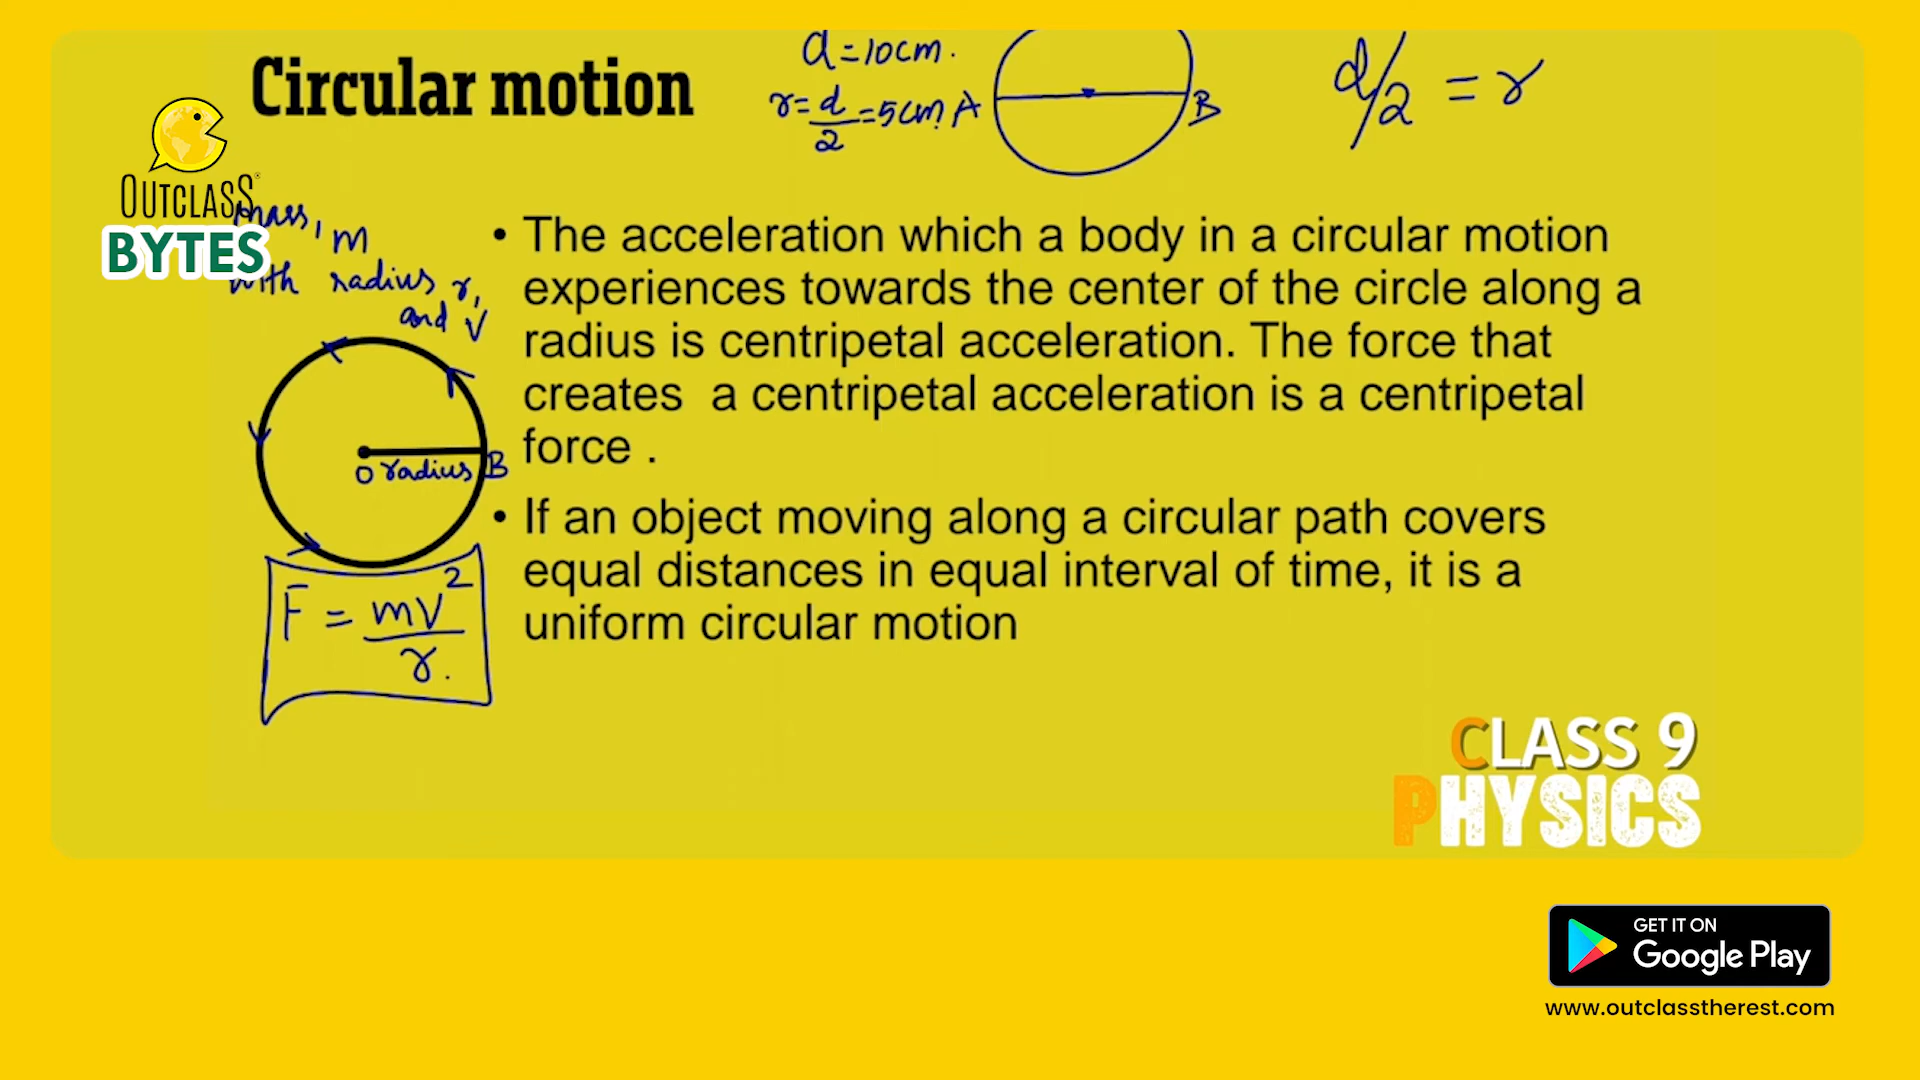 Circular motion
d=10cm.
r=d/2=5cm A
B
d/2 = r
OUTCLASS
BYTES
mass, m
with radius r,
and v
• The acceleration which a body in a circular motion
experiences towards the center of the circle along a
radius is centripetal acceleration. The force that
creates a centripetal acceleration is a centripetal
force .
O radius B
• If an object moving along a circular path covers
equal distances in equal interval of time, it is a
uniform circular motion
F = mv²/r.
CLASS 9
PHYSICS
GET IT ON
Google Play
www.outclasstherest.com